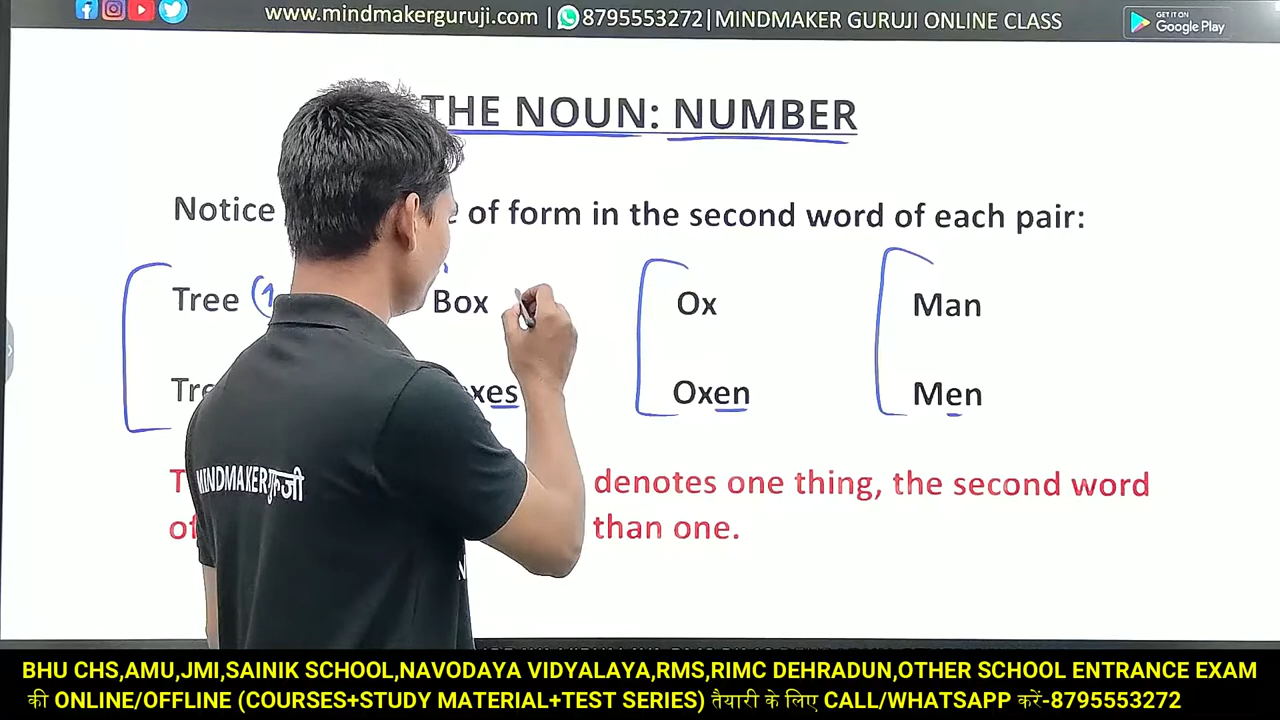 www.mindmakerguruji.com | 8795553272|MINDMAKER GURUJI ONLINE CLASS
GET IT ON
Google Play
THE NOUN: NUMBER
Notice of form in the second word of each pair:
Tree (1 Box Ox Man
Oxen Men
denotes one thing, the second word
than one.
MINDMAKER गुरुजी
BHU CHS,AMU,JMI,SAINIK SCHOOL,NAVODAYA VIDYALAYA,RMS,RIMC DEHRADUN,OTHER SCHOOL ENTRANCE EXAM
की ONLINE/OFFLINE (COURSES+STUDY MATERIAL+TEST SERIES) तैयारी के लिए CALL/WHATSAPP करें-8795553272